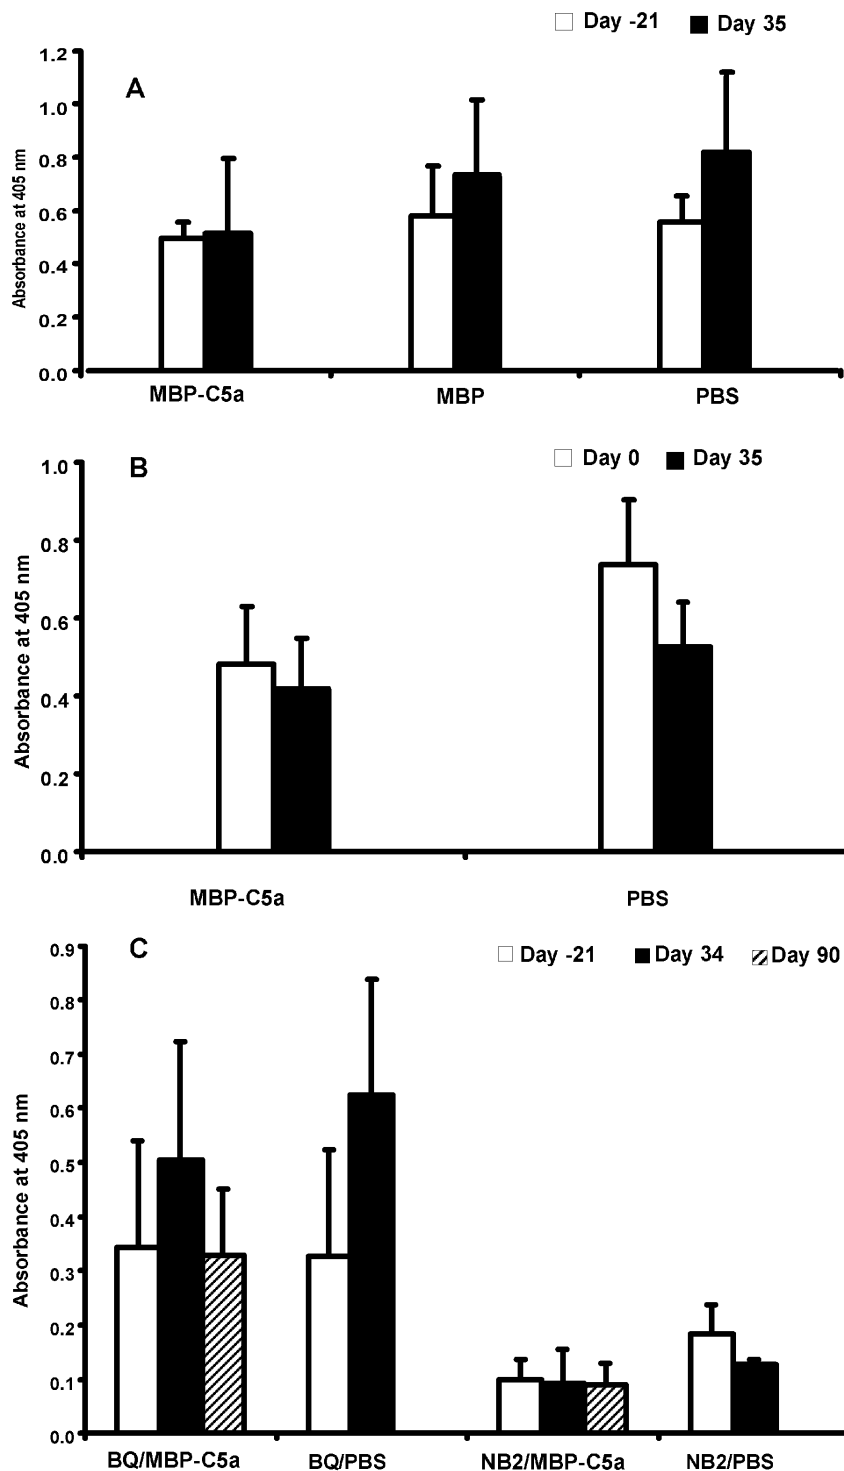 Day -21 Day 35
A
Absorbance at 405 nm
1.2
1.0
0.8
0.6
0.4
0.2
0.0
MBP-C5a MBP PBS
B
Day 0 Day 35
Absorbance at 405 nm
1.0
0.8
0.6
0.4
0.2
0.0
MBP-C5a PBS
C
Day -21 Day 34 Day 90
Absorbance at 405 nm
0.9
0.8
0.7
0.6
0.5
0.4
0.3
0.2
0.1
0.0
BQ/MBP-C5a BQ/PBS NB2/MBP-C5a NB2/PBS